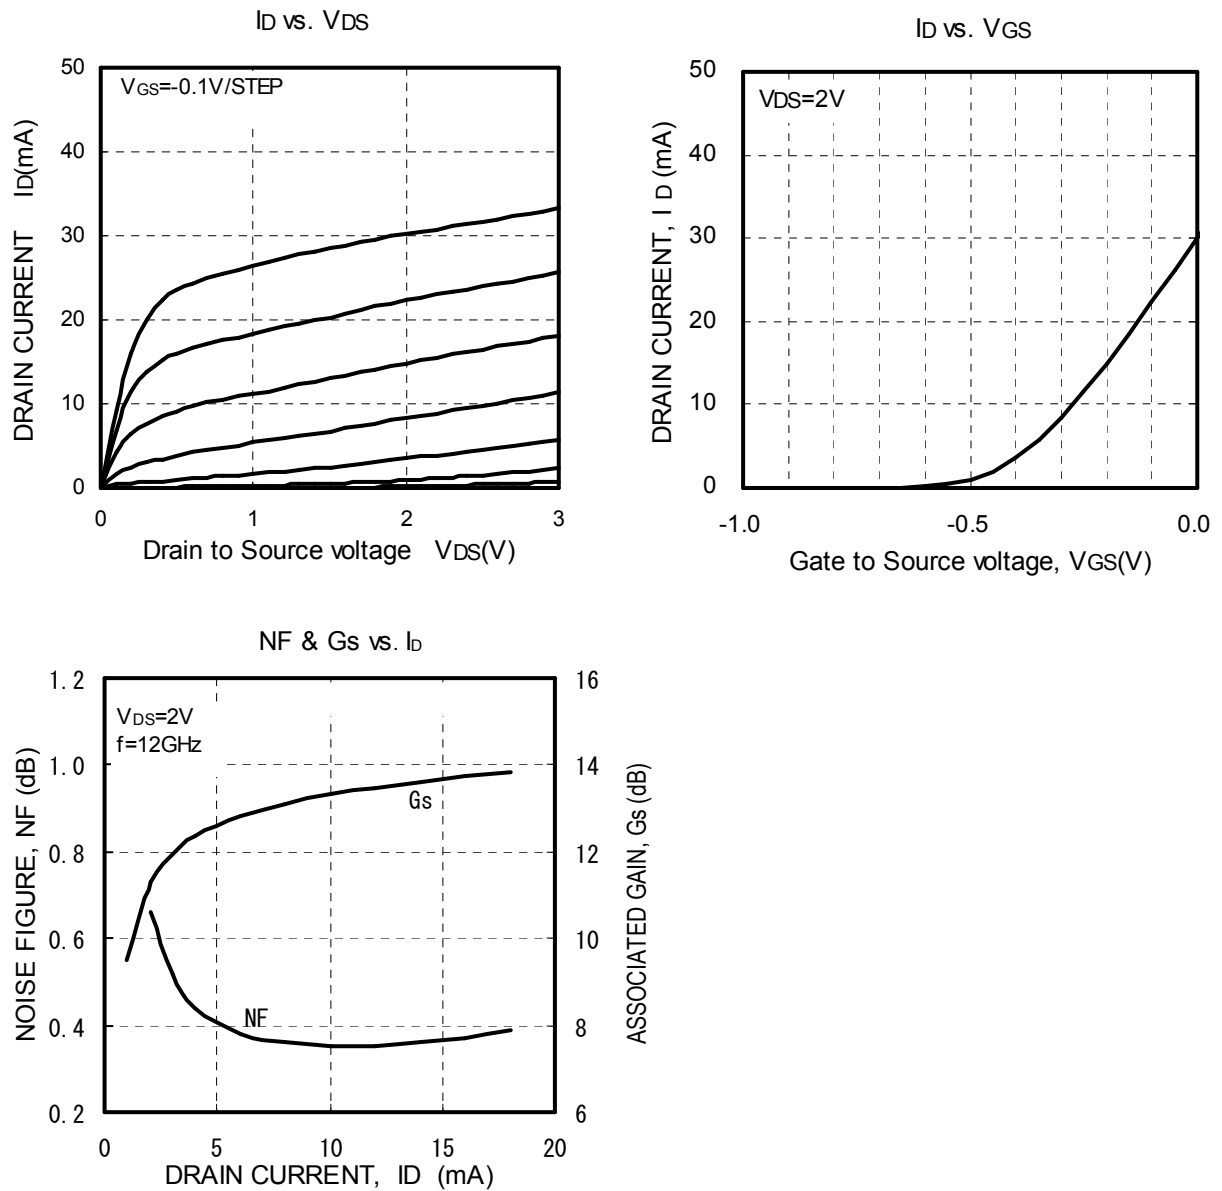 ID vs. VDS
50
40
30
20
10
0
VGS=-0.1V/STEP
DRAIN CURRENT ID(mA)
0 1 2 3
Drain to Source voltage VDS(V)
ID vs. VGS
50
40
30
20
10
0
VDS=2V
DRAIN CURRENT, I D (mA)
-1.0 -0.5 0.0
Gate to Source voltage, VGS(V)
NF & Gs vs. ID
1.2
1.0
0.8
0.6
0.4
0.2
VDS=2V
f=12GHz
Gs
NF
NOISE FIGURE, NF (dB)
16
14
12
10
8
6
ASSOCIATED GAIN, Gs (dB)
0 5 10 15 20
DRAIN CURRENT, ID (mA)